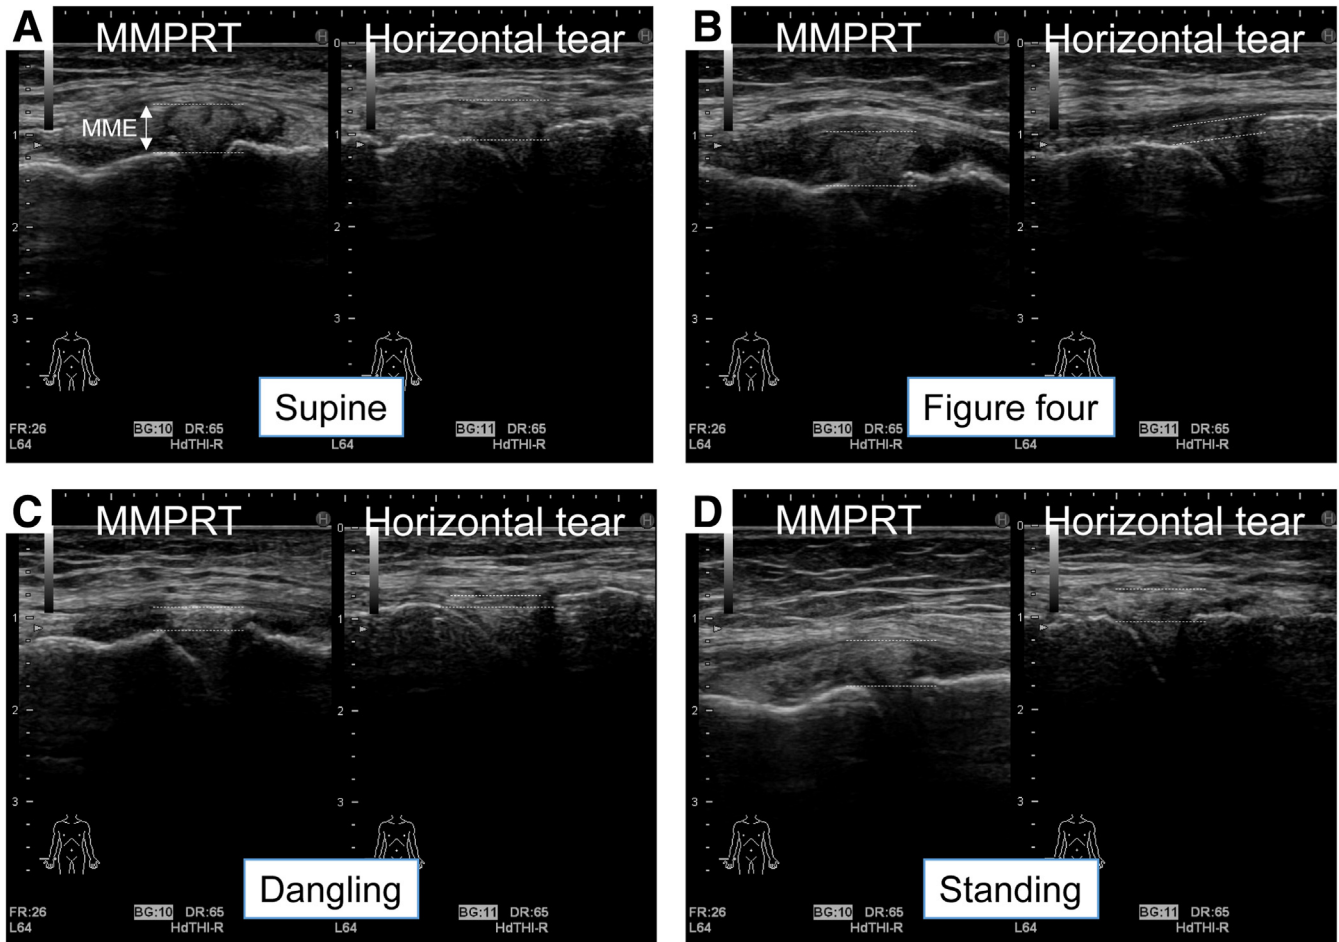 A
MMPRT
Horizontal tear
H
0
MME
1
2
2
3
3
Supine
FR:26
L64
BG:10 DR:65
HdTHI-R
L64
BG:11 DR:65
HdTHI-R
B
MMPRT
Horizontal tear
H
0
H
1
1
2
2
3
3
Figure four
FR:26
L64
BG:10 DR:65
HdTHI-R
L64
BG:11 DR:65
HdTHI-R
C
MMPRT
Horizontal tear
H
0
H
1
1
2
2
3
3
Dangling
FR:26
L64
BG:10 DR:65
HdTHI-R
L64
BG:11 DR:65
HdTHI-R
D
MMPRT
Horizontal tear
H
0
H
1
1
2
2
3
3
Standing
FR:26
L64
BG:10 DR:65
HdTHI-R
L64
BG:11 DR:65
HdTHI-R